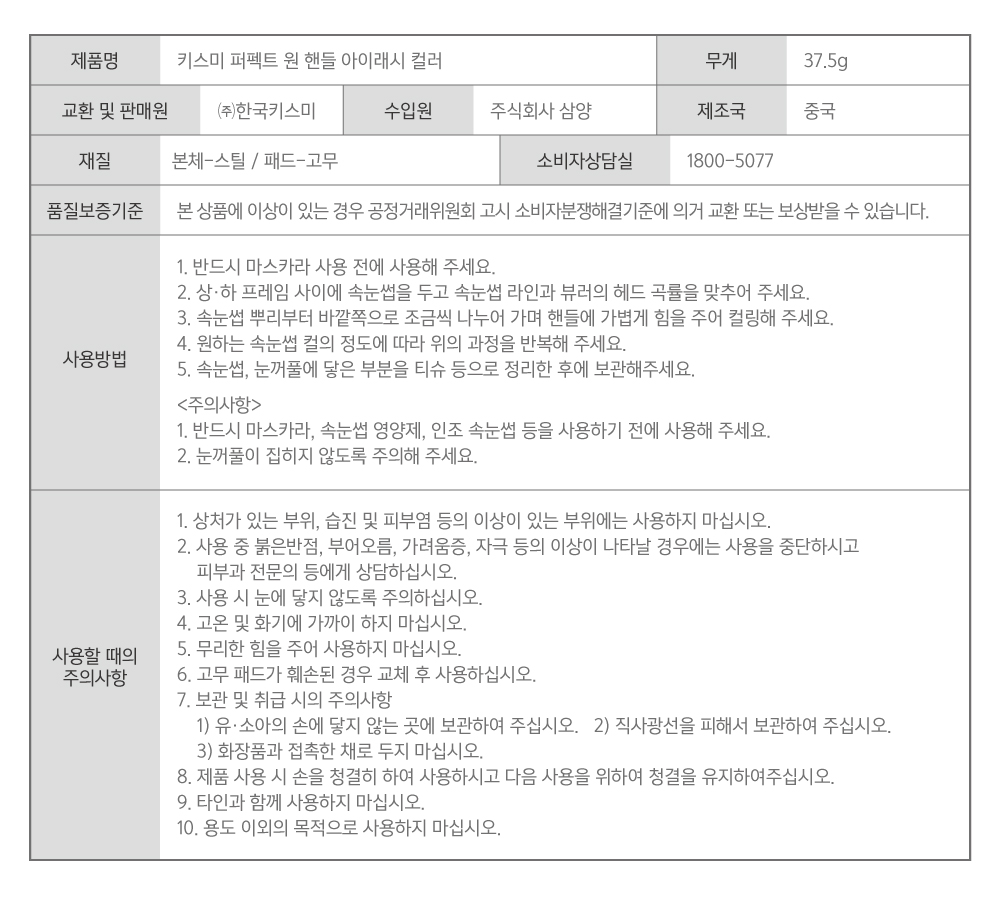 제품명 키스미 퍼펙트 원 핸들 아이래시 컬러 무게 37.5g
교환 및 판매원 ㈜한국키스미 수입원 주식회사 삼양 제조국 중국
재질 본체-스틸 / 패드-고무 소비자상담실 1800-5077
품질보증기준 본 상품에 이상이 있는 경우 공정거래위원회 고시 소비자분쟁해결기준에 의거 교환 또는 보상받을 수 있습니다.
사용방법
1. 반드시 마스카라 사용 전에 사용해 주세요.
2. 상·하 프레임 사이에 속눈썹을 두고 속눈썹 라인과 뷰러의 헤드 곡률을 맞추어 주세요.
3. 속눈썹 뿌리부터 바깥쪽으로 조금씩 나누어 가며 핸들에 가볍게 힘을 주어 컬링해 주세요.
4. 원하는 속눈썹 컬의 정도에 따라 위의 과정을 반복해 주세요.
5. 속눈썹, 눈꺼풀에 닿은 부분을 티슈 등으로 정리한 후에 보관해주세요.
<주의사항>
1. 반드시 마스카라, 속눈썹 영양제, 인조 속눈썹 등을 사용하기 전에 사용해 주세요.
2. 눈꺼풀이 집히지 않도록 주의해 주세요.
사용할 때의
주의사항
1. 상처가 있는 부위, 습진 및 피부염 등의 이상이 있는 부위에는 사용하지 마십시오.
2. 사용 중 붉은반점, 부어오름, 가려움증, 자극 등의 이상이 나타날 경우에는 사용을 중단하시고
피부과 전문의 등에게 상담하십시오.
3. 사용 시 눈에 닿지 않도록 주의하십시오.
4. 고온 및 화기에 가까이 하지 마십시오.
5. 무리한 힘을 주어 사용하지 마십시오.
6. 고무 패드가 훼손된 경우 교체 후 사용하십시오.
7. 보관 및 취급 시의 주의사항
1) 유·소아의 손에 닿지 않는 곳에 보관하여 주십시오. 2) 직사광선을 피해서 보관하여 주십시오.
3) 화장품과 접촉한 채로 두지 마십시오.
8. 제품 사용 시 손을 청결히 하여 사용하시고 다음 사용을 위하여 청결을 유지하여주십시오.
9. 타인과 함께 사용하지 마십시오.
10. 용도 이외의 목적으로 사용하지 마십시오.